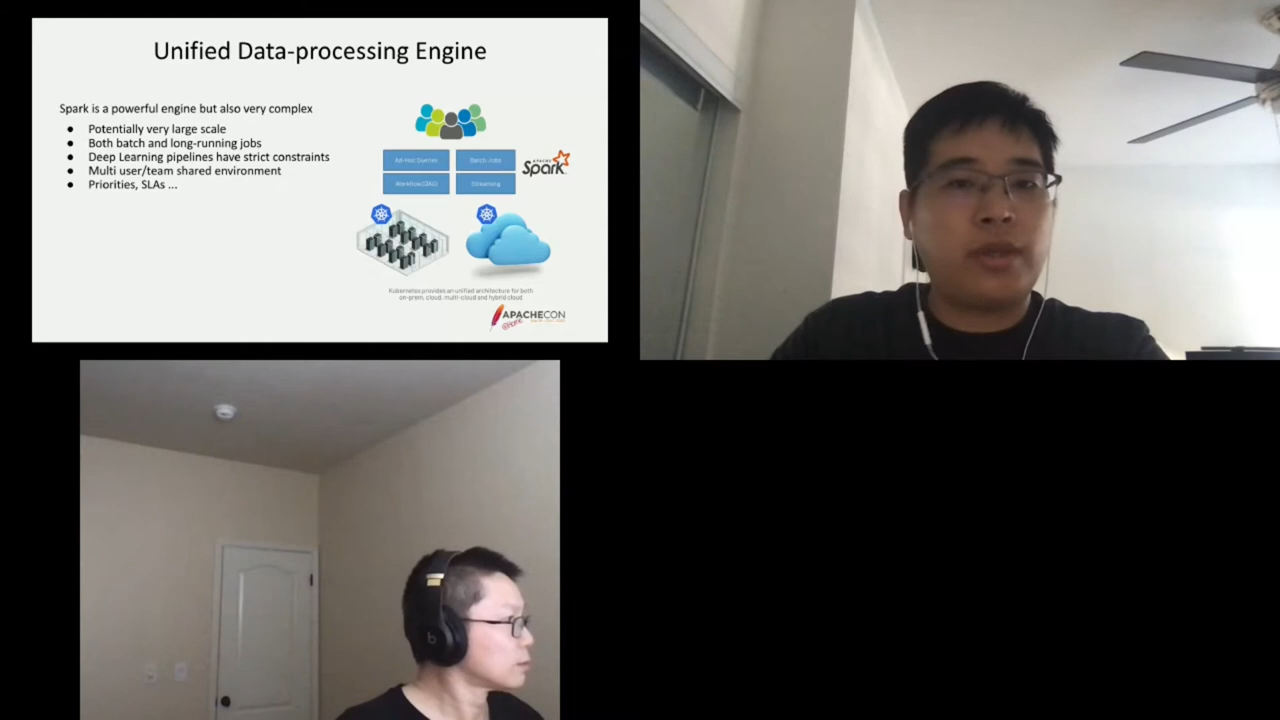 Unified Data-processing Engine
Spark is a powerful engine but also very complex
● Potentially very large scale
● Both batch and long-running jobs
● Deep Learning pipelines have strict constraints
● Multi user/team shared environment
● Priorities, SLAs ...
Ad-Hoc Queries
Batch Jobs
Workflow(DAG)
Streaming
APACHE
Spark
Kubernetes provides an unified architecture for both
on-prem, cloud, multi-cloud and hybrid cloud
APACHECON
@Home